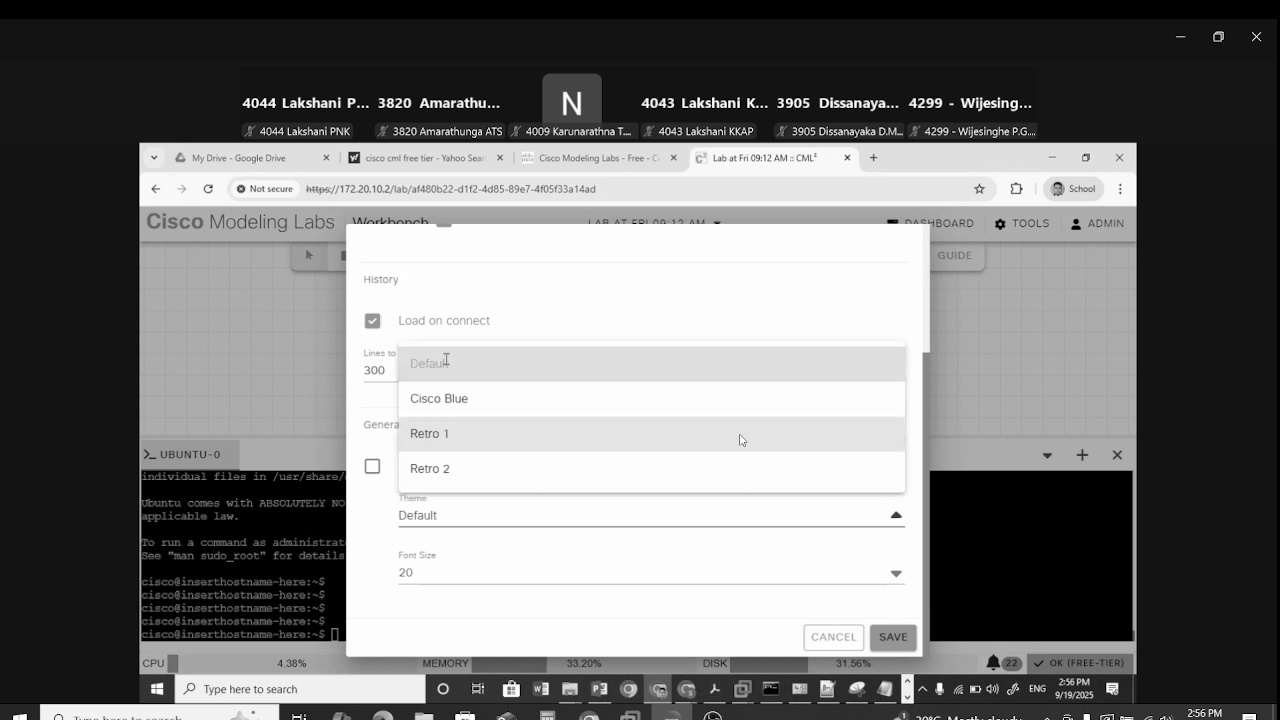 4044 Lakshani P... 3820 Amarathu... N 4043 Lakshani K... 3905 Dissanaya... 4299 - Wijesing...
4044 Lakshani PNK 3820 Amarathunga ATS 4009 Karunarathna T... 4043 Lakshani KKAP 3905 Dissanayaka D.M... 4299 - Wijesinghe P.G....
My Drive - Google Drive cisco cml free tier - Yahoo Sear Cisco Modeling Labs - Free - Ci Lab at Fri 09:12 AM :: CML²
Not secure https://172.20.10.2/lab/af480b22-d1f2-4d85-89e7-4f05f33a14ad School
Cisco Modeling Labs Workbench LAB AT FRI 09:12 AM DASHBOARD TOOLS ADMIN
GUIDE
History
Load on connect
Lines to
300
Default
Cisco Blue
Genera
Retro 1
Retro 2
Theme
Default
Font Size
20
CANCEL SAVE
UBUNTU-0
individual files in /usr/share/
Ubuntu comes with ABSOLUTELY NO
applicable law.
To run a command as administrat
See "man sudo_root" for details
cisco@inserthostname-here:~$
cisco@inserthostname-here:~$
cisco@inserthostname-here:~$
cisco@inserthostname-here:~$
cisco@inserthostname-here:~$
CPU 4.38% MEMORY 33.20% DISK 31.56% 22 OK (FREE-TIER)
Type here to search ENG 2:56 PM
9/19/2025
Type here to search Mostly cloudy 2:56 PM